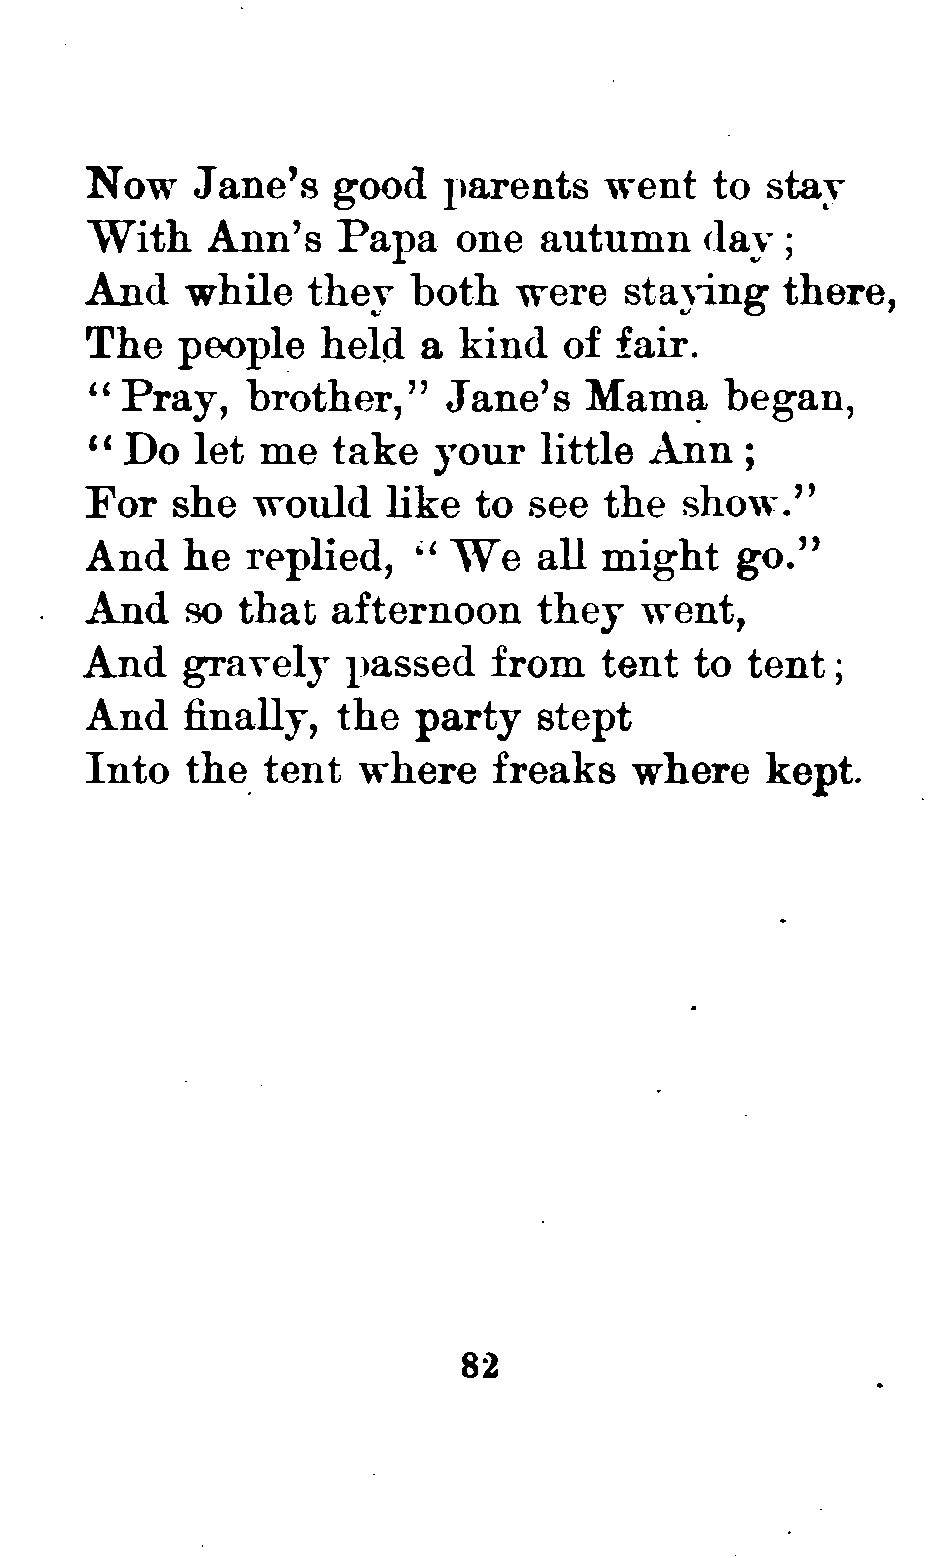 Now Jane's good parents went to stay
With Ann's Papa one autumn day ;
And while they both were staying there,
The people held a kind of fair.
" Pray, brother," Jane's Mama began,
" Do let me take your little Ann ;
For she would like to see the show."
And he replied, " We all might go."
And so that afternoon they went,
And gravely passed from tent to tent ;
And finally, the party stept
Into the tent where freaks where kept.
82